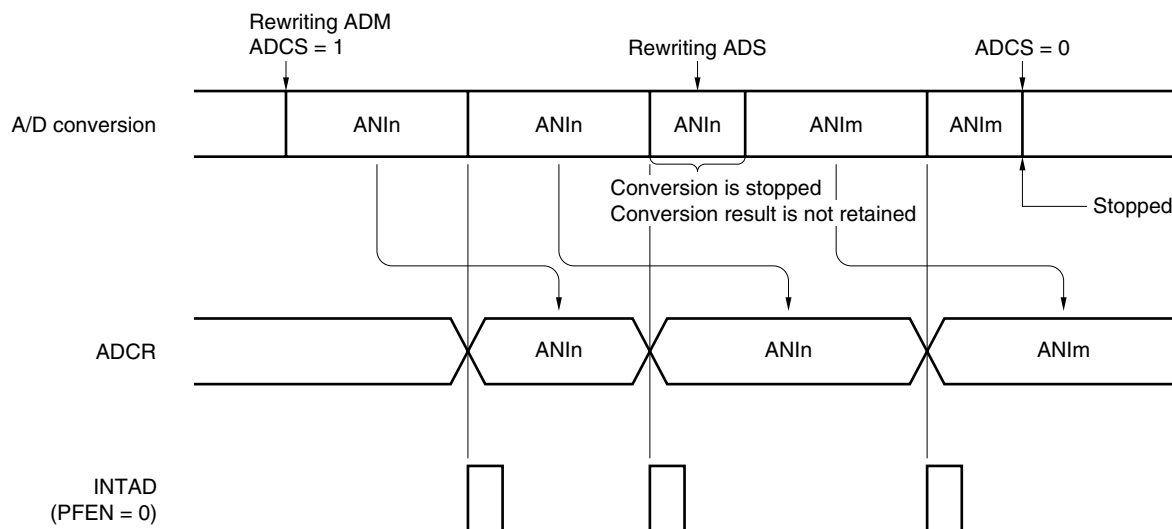 Rewriting ADM
ADCS = 1
Rewriting ADS
ADCS = 0
A/D conversion
ANIn
ANIn
ANIn
ANIm
ANIm
Conversion is stopped
Conversion result is not retained
Stopped
ADCR
ANIn
ANIn
ANIm
INTAD
(PFEN = 0)